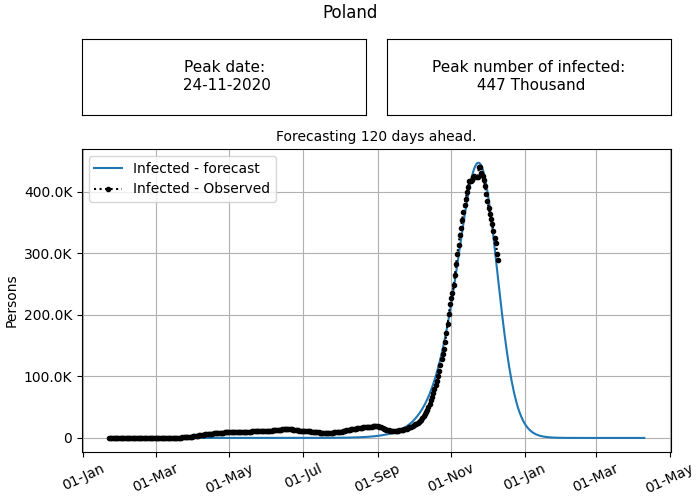 Poland
Peak date:
24-11-2020
Peak number of infected:
447 Thousand
Forecasting 120 days ahead.
Infected - forecast
Infected - Observed
Persons
400.0K
300.0K
200.0K
100.0K
0
01-Jan
01-Mar
01-May
01-Jul
01-Sep
01-Nov
01-Jan
01-Mar
01-May